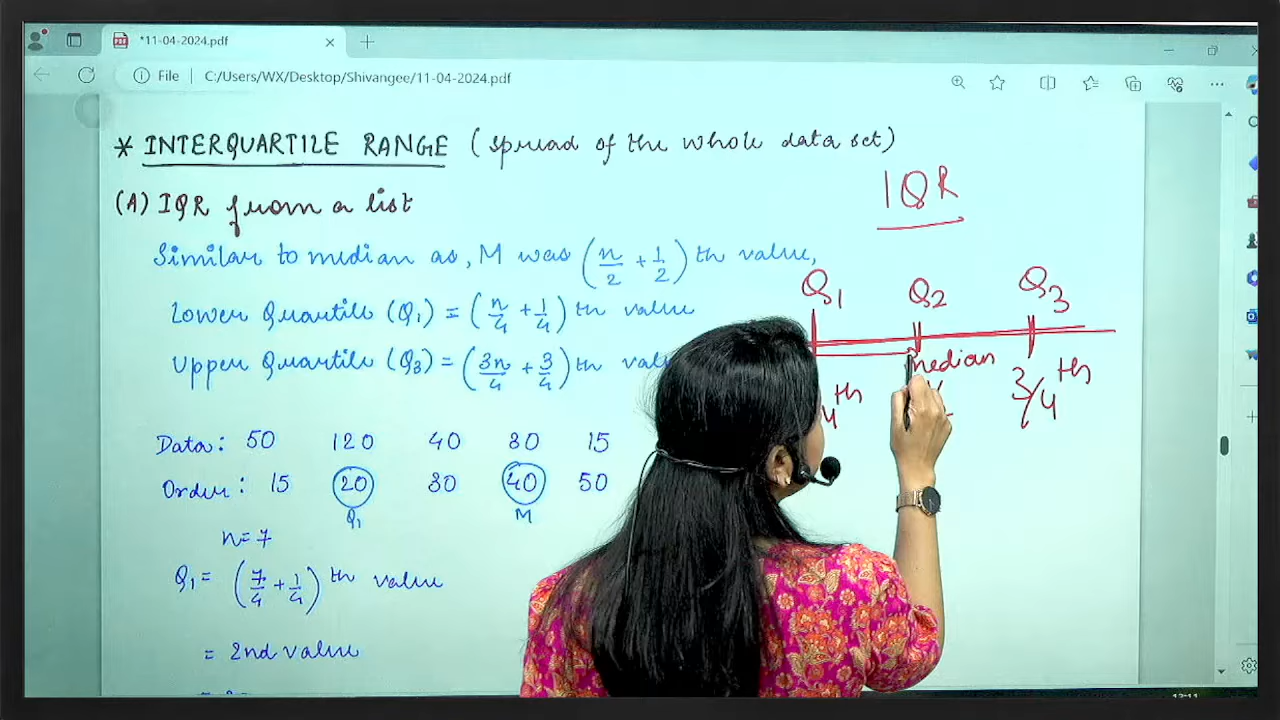 *11-04-2024.pdf
File C:/Users/WX/Desktop/Shivangee/11-04-2024.pdf
* INTERQUARTILE RANGE (spread of the whole data set)
IQR
(A) IQR from a list
Similar to median as, M was (n/2 + 1/2) th value,
Lower Quartile (Q1) = (n/4 + 1/4) th value
Upper Quartile (Q3) = (3n/4 + 3/4) th
Q1 Q2 Q3
median
4th 3/4th
Data: 50 120 40 30 15
Order: 15 20 30 40 50
Q1 M
n=7
Q1= (7/4 + 1/4) th value
= 2nd value